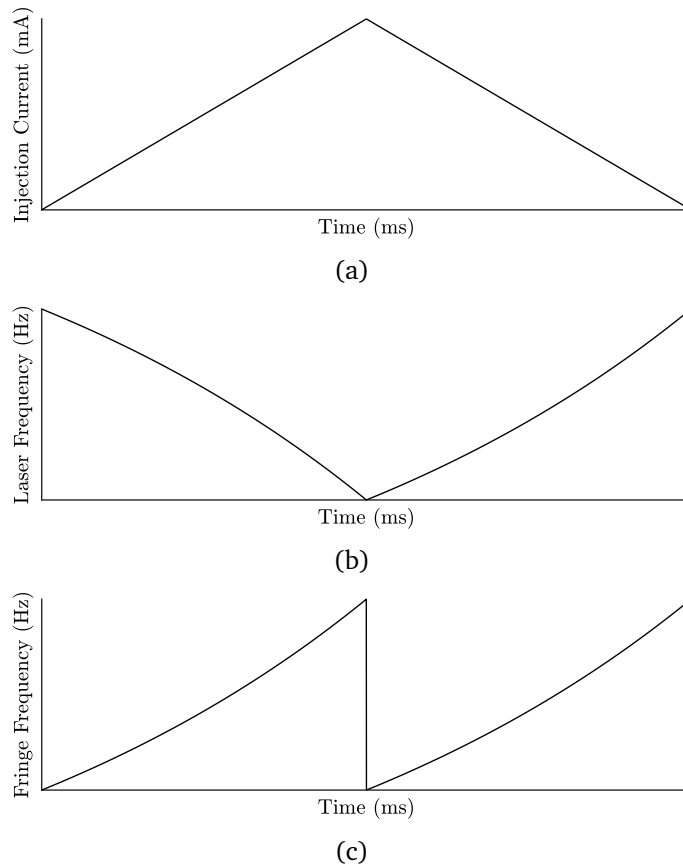 Injection Current (mA)
Time (ms)
(a)
Laser Frequency (Hz)
Time (ms)
(b)
Fringe Frequency (Hz)
Time (ms)
(c)